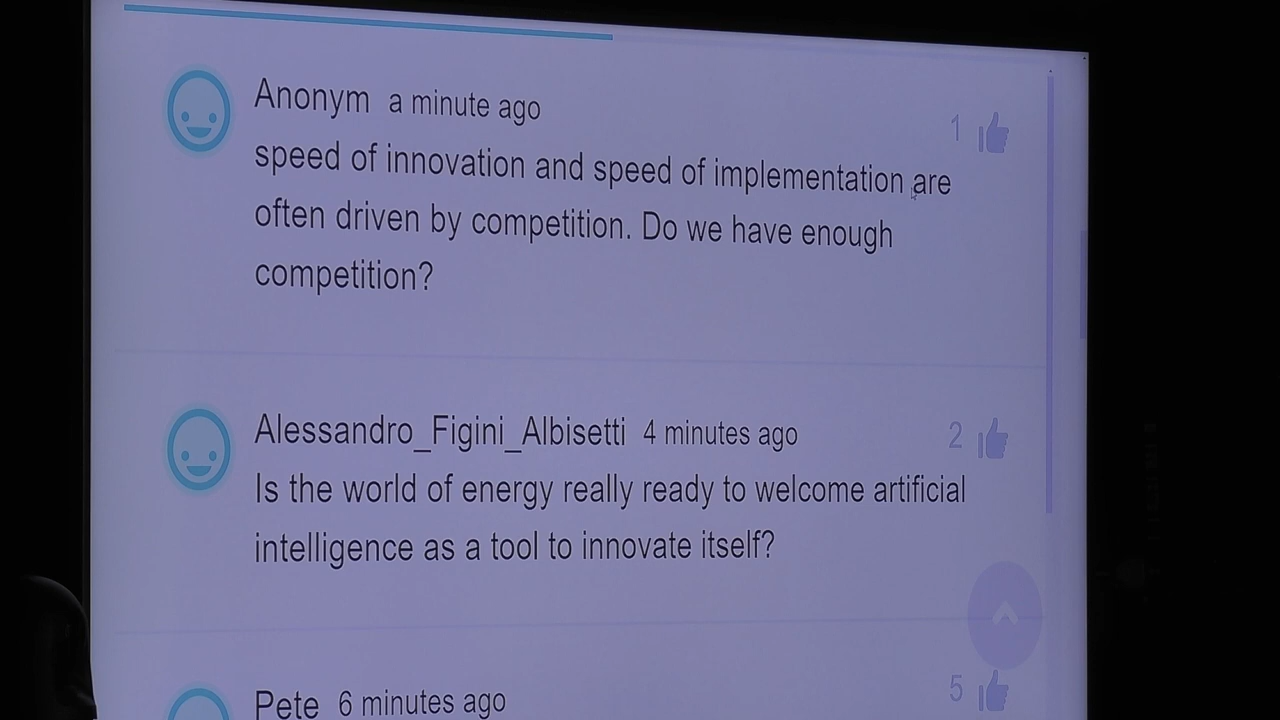 Anonym a minute ago
1
speed of innovation and speed of implementation are
often driven by competition. Do we have enough
competition?
Alessandro_Figini_Albisetti 4 minutes ago
2
Is the world of energy really ready to welcome artificial
intelligence as a tool to innovate itself?
Pete 6 minutes ago
5